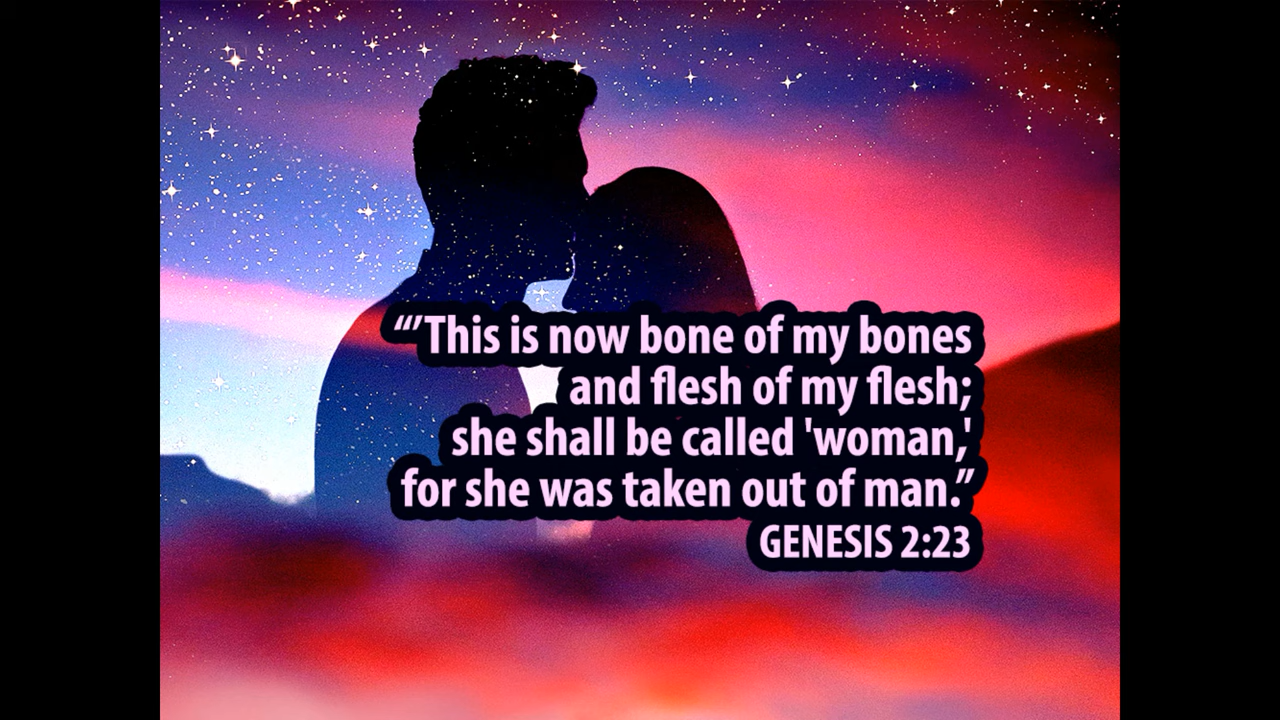 “’This is now bone of my bones
and flesh of my flesh;
she shall be called 'woman,'
for she was taken out of man.”
GENESIS 2:23